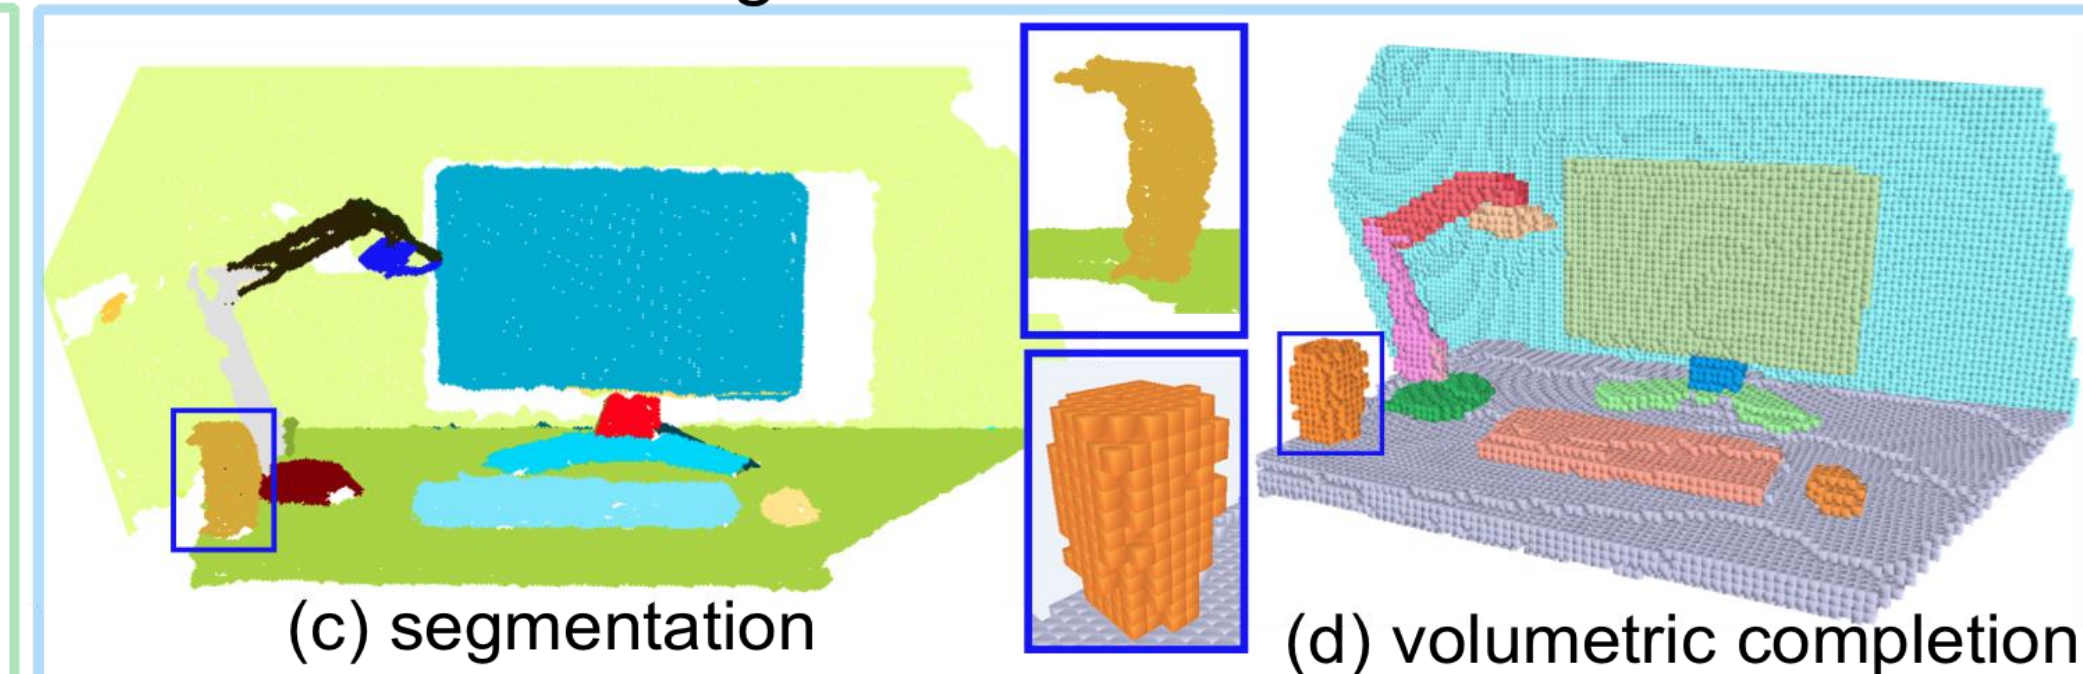 (c) segmentation
(d) volumetric completion